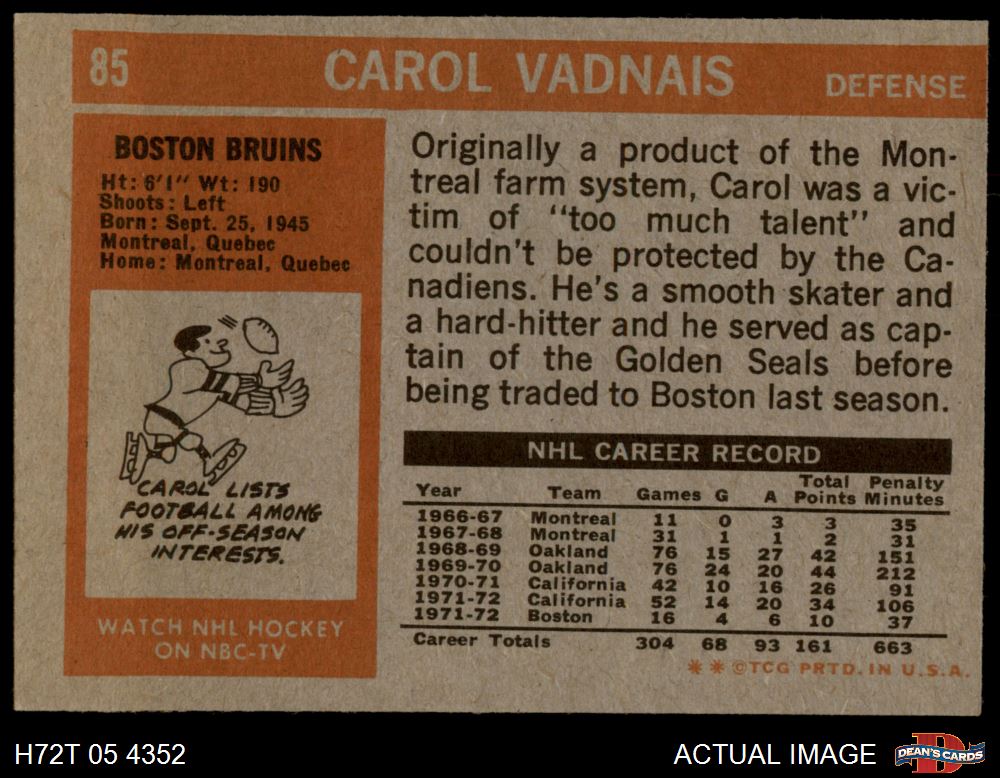 85 CAROL VADNAIS DEFENSE
BOSTON BRUINS
Ht: 6'1" Wt: 190
Shoots: Left
Born: Sept. 25, 1945
Montreal, Quebec
Home: Montreal, Quebec
CAROL LISTS
FOOTBALL AMONG
HIS OFF-SEASON
INTERESTS.
WATCH NHL HOCKEY
ON NBC-TV
Originally a product of the Mon-
treal farm system, Carol was a vic-
tim of "too much talent" and
couldn't be protected by the Ca-
nadiens. He's a smooth skater and
a hard-hitter and he served as cap-
tain of the Golden Seals before
being traded to Boston last season.
NHL CAREER RECORD
Year Team Games G A Total Points Penalty Minutes
1966-67 Montreal 11 0 3 3 35
1967-68 Montreal 31 1 1 2 31
1968-69 Oakland 76 15 27 42 151
1969-70 Oakland 76 24 20 44 212
1970-71 California 42 10 16 26 91
1971-72 California 52 14 20 34 106
1971-72 Boston 16 4 6 10 37
Career Totals 304 68 93 161 663
* * ©TCG PRTD. IN U.S.A.
H72T 05 4352
ACTUAL IMAGE
DEAN'S CARDS